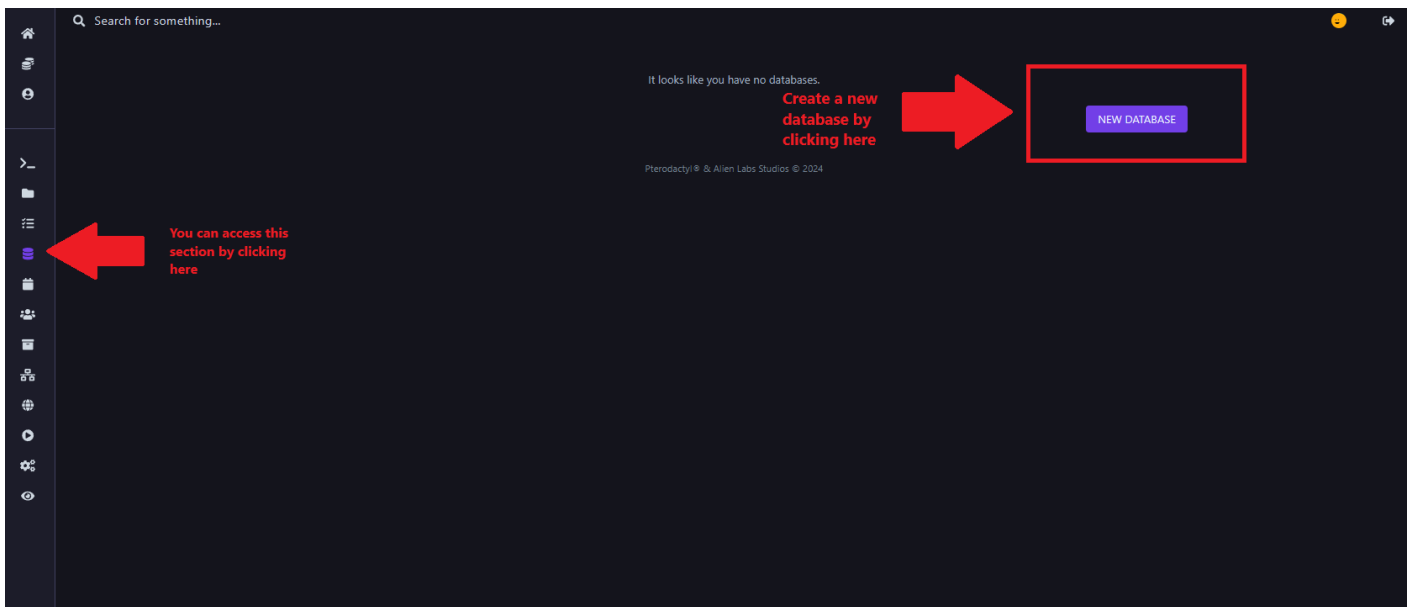 Search for something...
It looks like you have no databases.
Create a new
database by
clicking here
NEW DATABASE
Pterodactyl® & Alien Labs Studios © 2024
You can access this
section by clicking
here